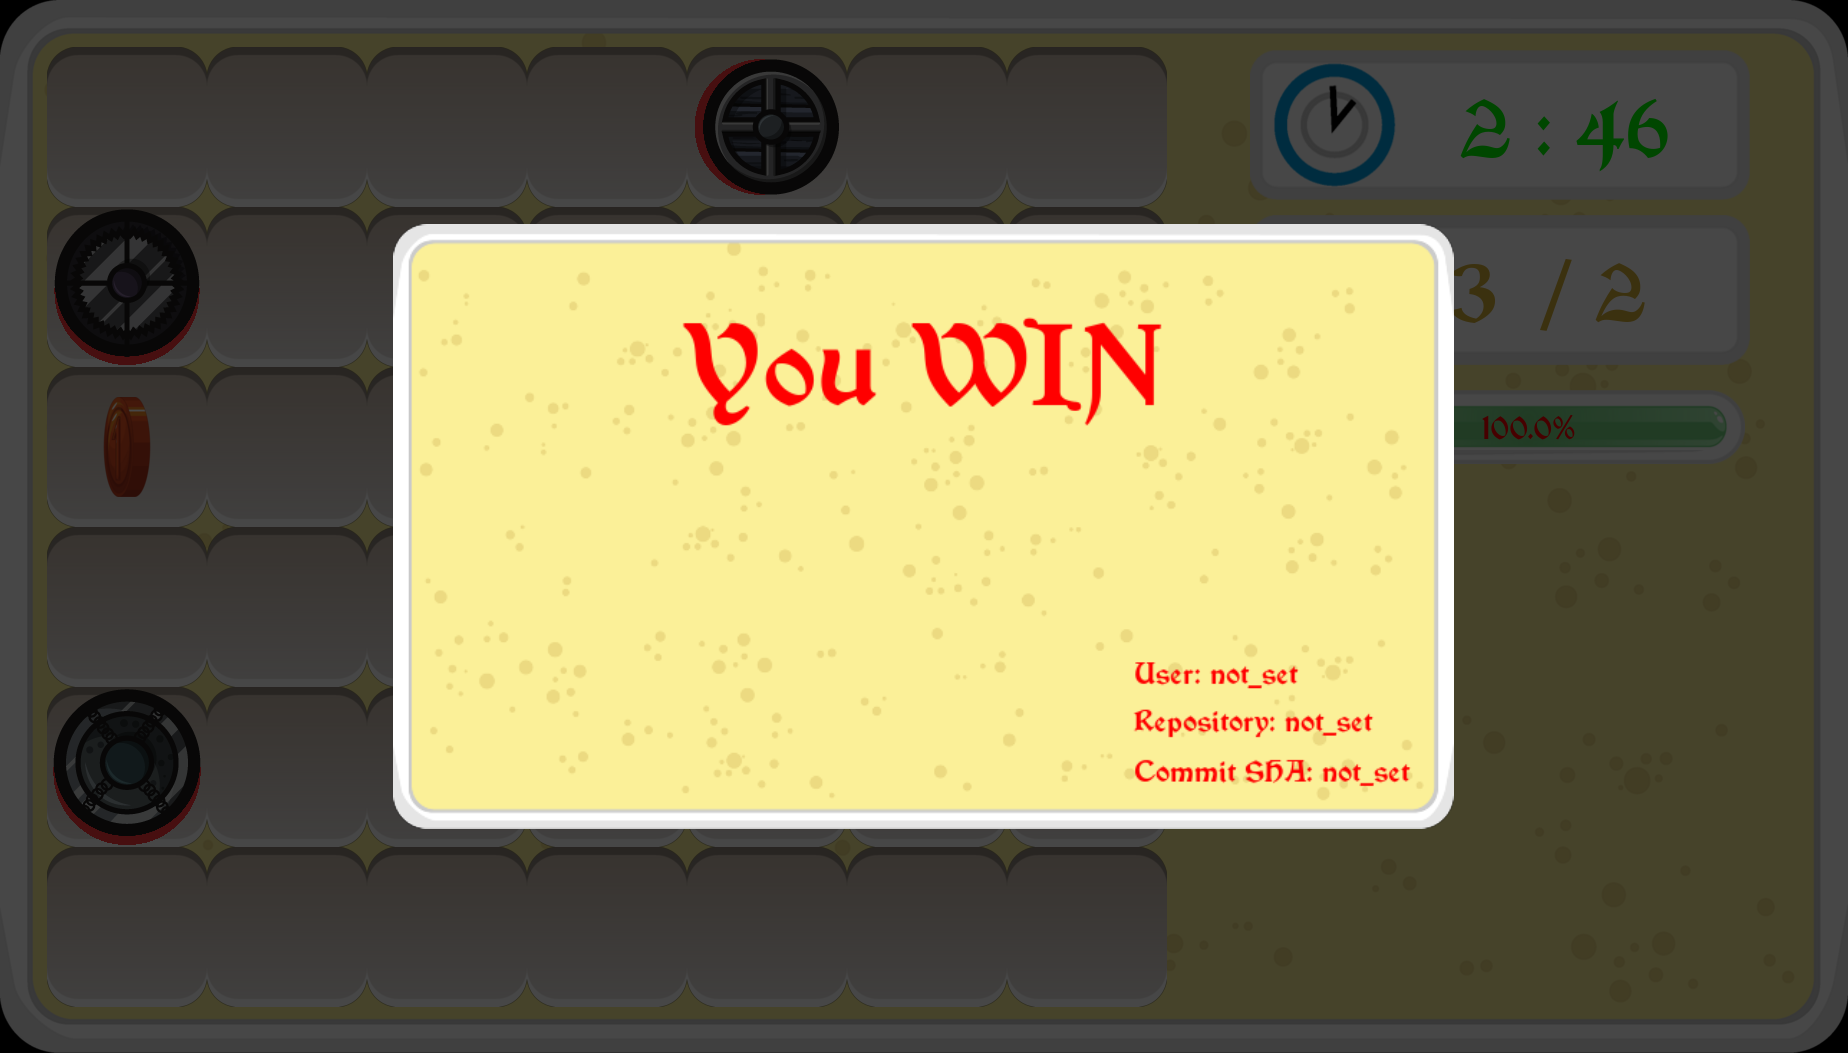 2 : 46
3 / 2
100.0%
You WIN
User: not_set
Repository: not_set
Commit SHA: not_set